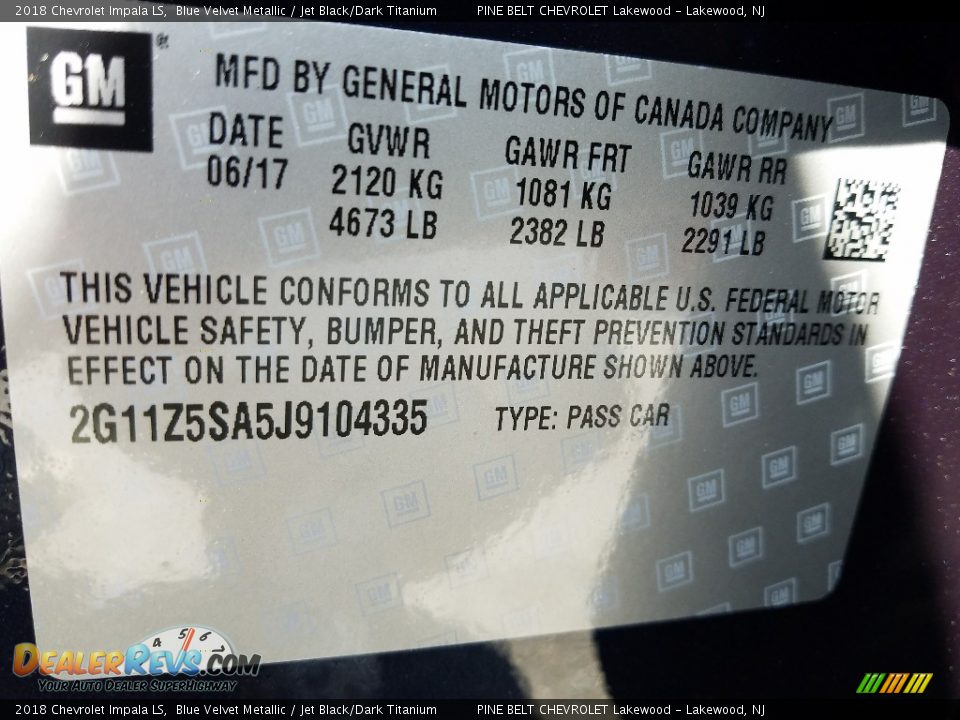 2018 Chevrolet Impala LS, Blue Velvet Metallic / Jet Black/Dark Titanium PINE BELT CHEVROLET Lakewood – Lakewood, NJ
GM ®
MFD BY GENERAL MOTORS OF CANADA COMPANY
DATE GVWR GAWR FRT GAWR RR
06/17 2120 KG 1081 KG 1039 KG
4673 LB 2382 LB 2291 LB
THIS VEHICLE CONFORMS TO ALL APPLICABLE U.S. FEDERAL MOTOR
VEHICLE SAFETY, BUMPER, AND THEFT PREVENTION STANDARDS IN
EFFECT ON THE DATE OF MANUFACTURE SHOWN ABOVE.
2G11Z5SA5J9104335 TYPE: PASS CAR
4 5 6 7
DEALERREVS.COM
YOUR AUTO DEALER SUPERHIGHWAY
2018 Chevrolet Impala LS, Blue Velvet Metallic / Jet Black/Dark Titanium PINE BELT CHEVROLET Lakewood – Lakewood, NJ